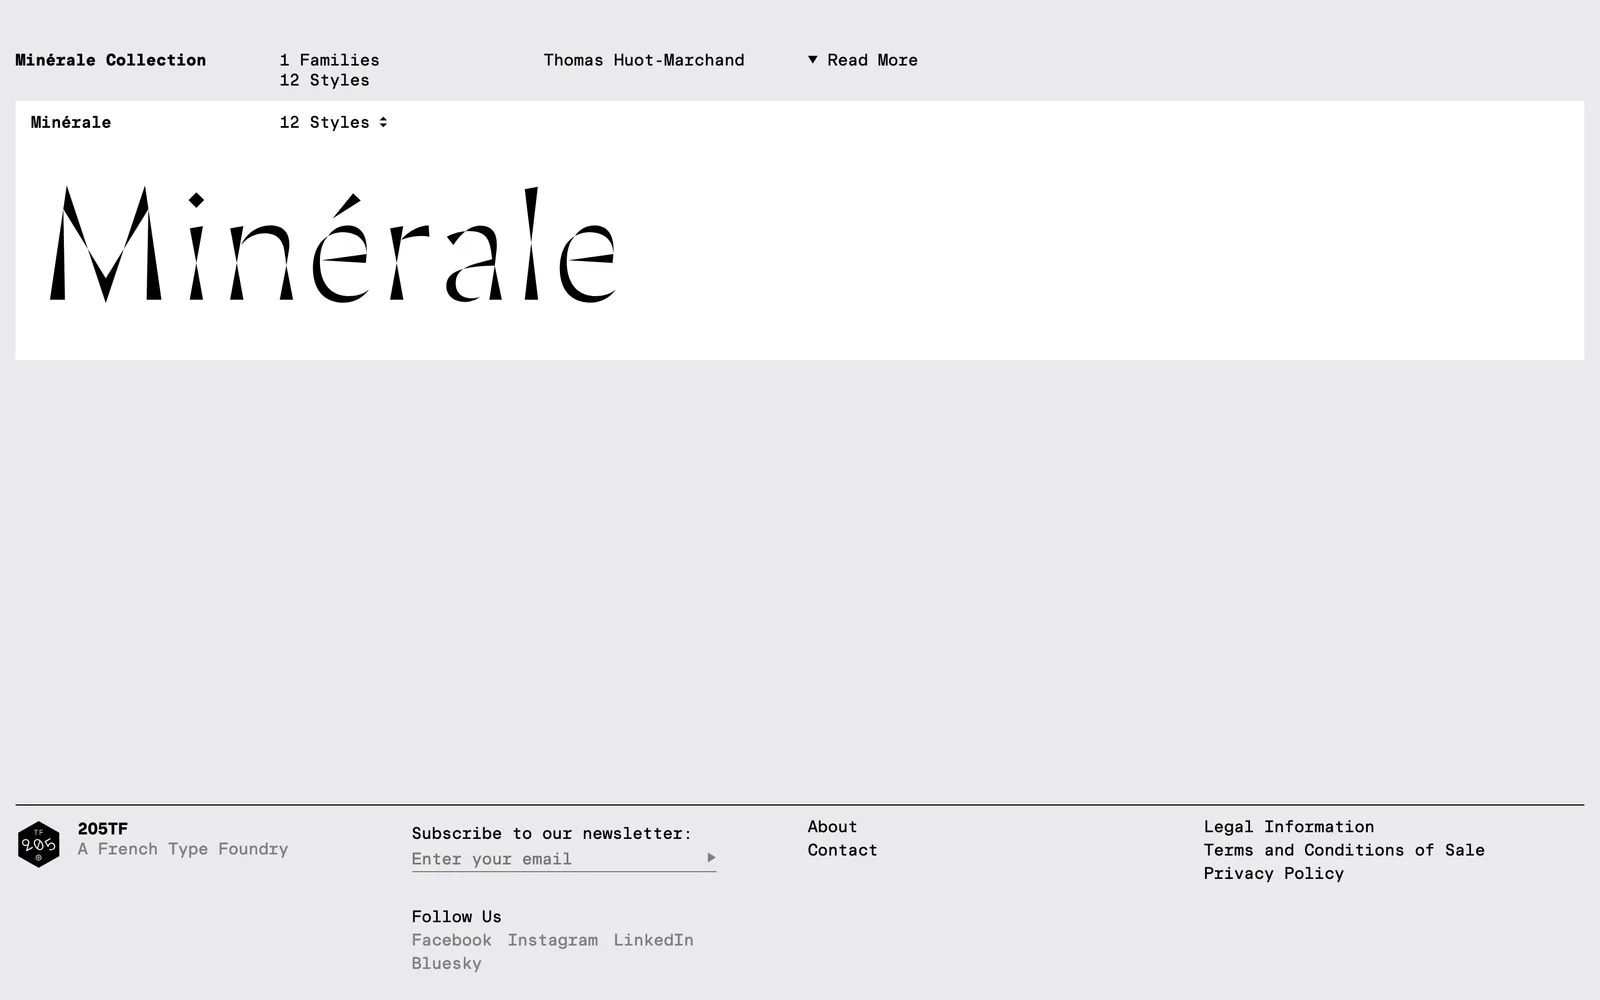 Minérale Collection
1 Families
12 Styles
Thomas Huot-Marchand
▼ Read More
Minérale
12 Styles
Minérale
TF
205
205TF
A French Type Foundry
Subscribe to our newsletter:
Enter your email
Follow Us
Facebook Instagram LinkedIn
Bluesky
About
Contact
Legal Information
Terms and Conditions of Sale
Privacy Policy